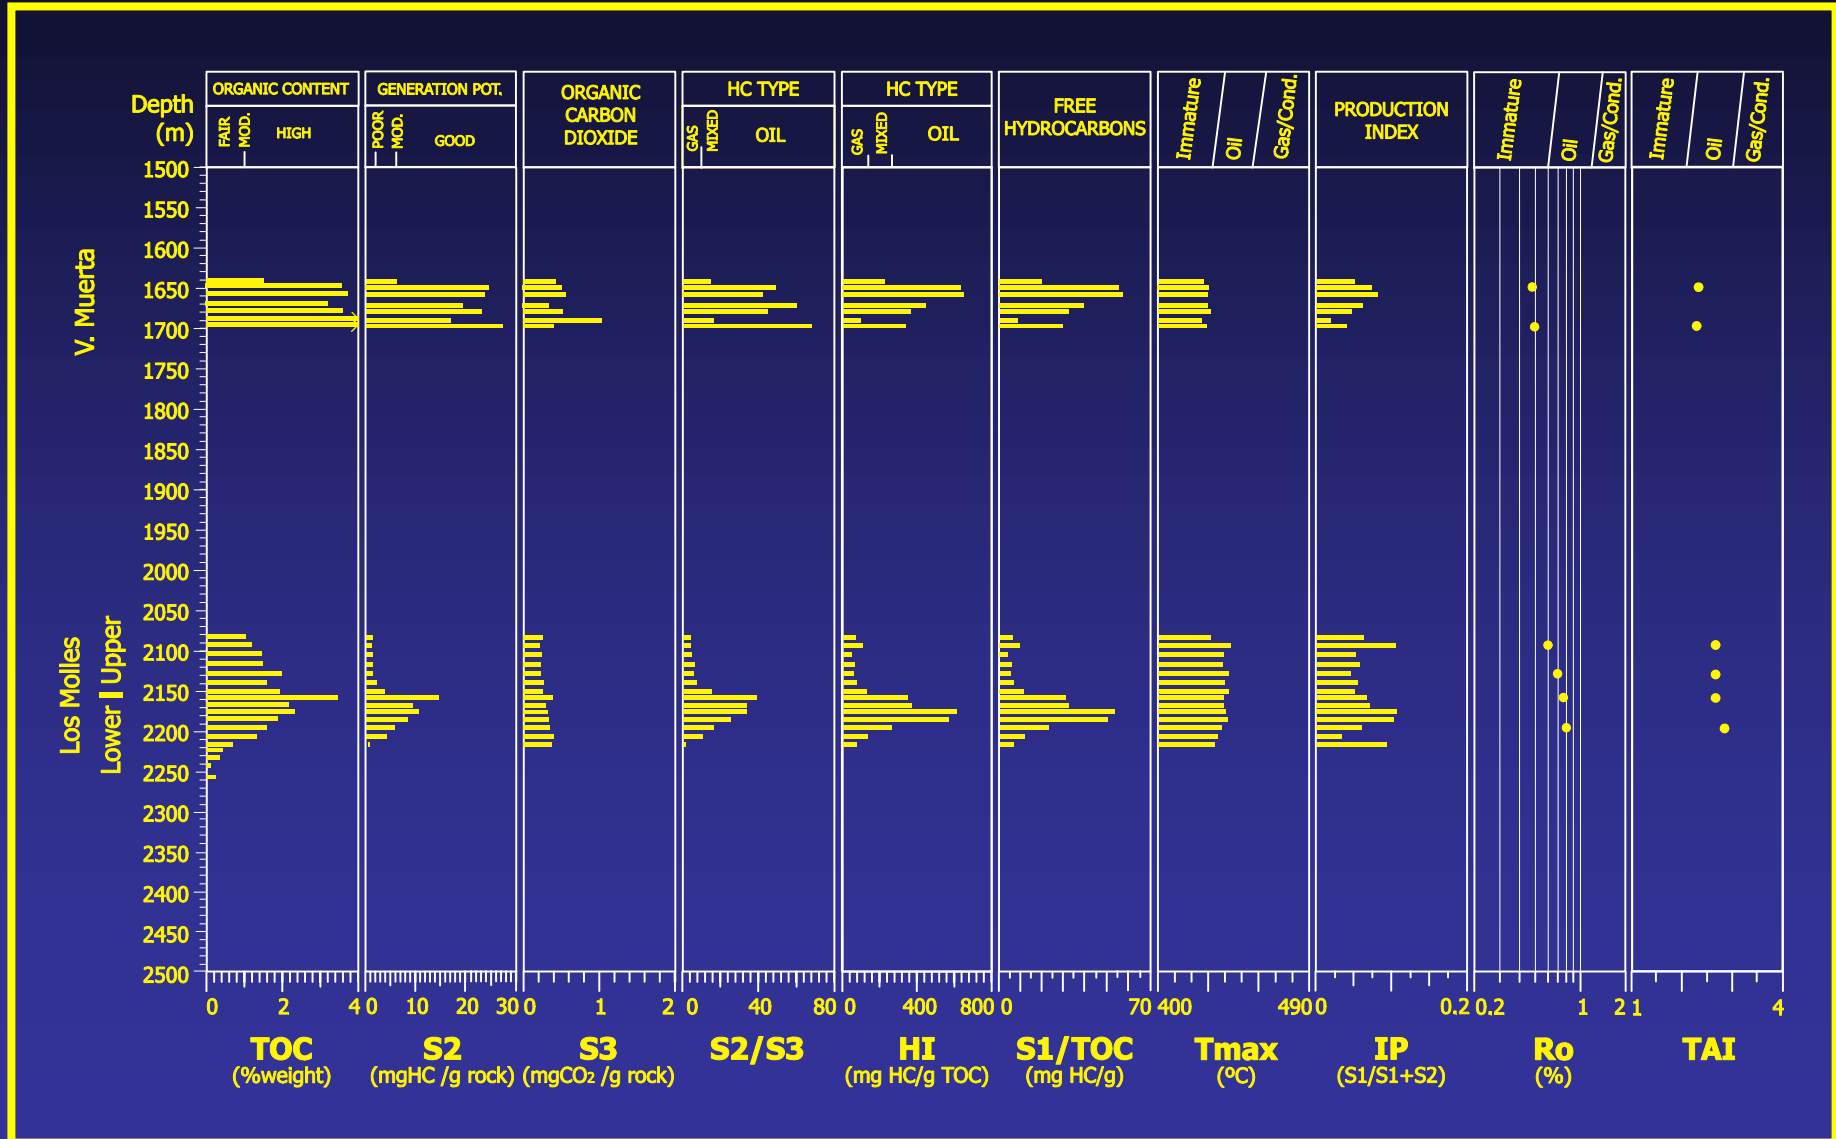 Depth
(m)
ORGANIC CONTENT
FAIR
MOD.
HIGH
GENERATION POT.
POOR
MOD.
GOOD
ORGANIC
CARBON
DIOXIDE
HC TYPE
GAS
MIXED
OIL
HC TYPE
GAS
MIXED
OIL
FREE
HYDROCARBONS
Immature
Oil
Gas/Cond.
PRODUCTION
INDEX
Immature
Oil
Gas/Cond.
Immature
Oil
Gas/Cond.
1500
1550
1600
1650
1700
1750
1800
1850
1900
1950
2000
2050
2100
2150
2200
2250
2300
2350
2400
2450
2500
V. Muerta
Los Molles
Lower Upper
0 2 4
0 10 20 30
0 1 2
0 40 80
0 400 800
0 70
400 490
0 0.2
0.2 1 2
1 4
TOC
(%weight)
S2
(mgHC /g rock)
S3
(mgCO₂ /g rock)
S2/S3
HI
(mg HC/g TOC)
S1/TOC
(mg HC/g)
Tmax
(ºC)
IP
(S1/S1+S2)
Ro
(%)
TAI